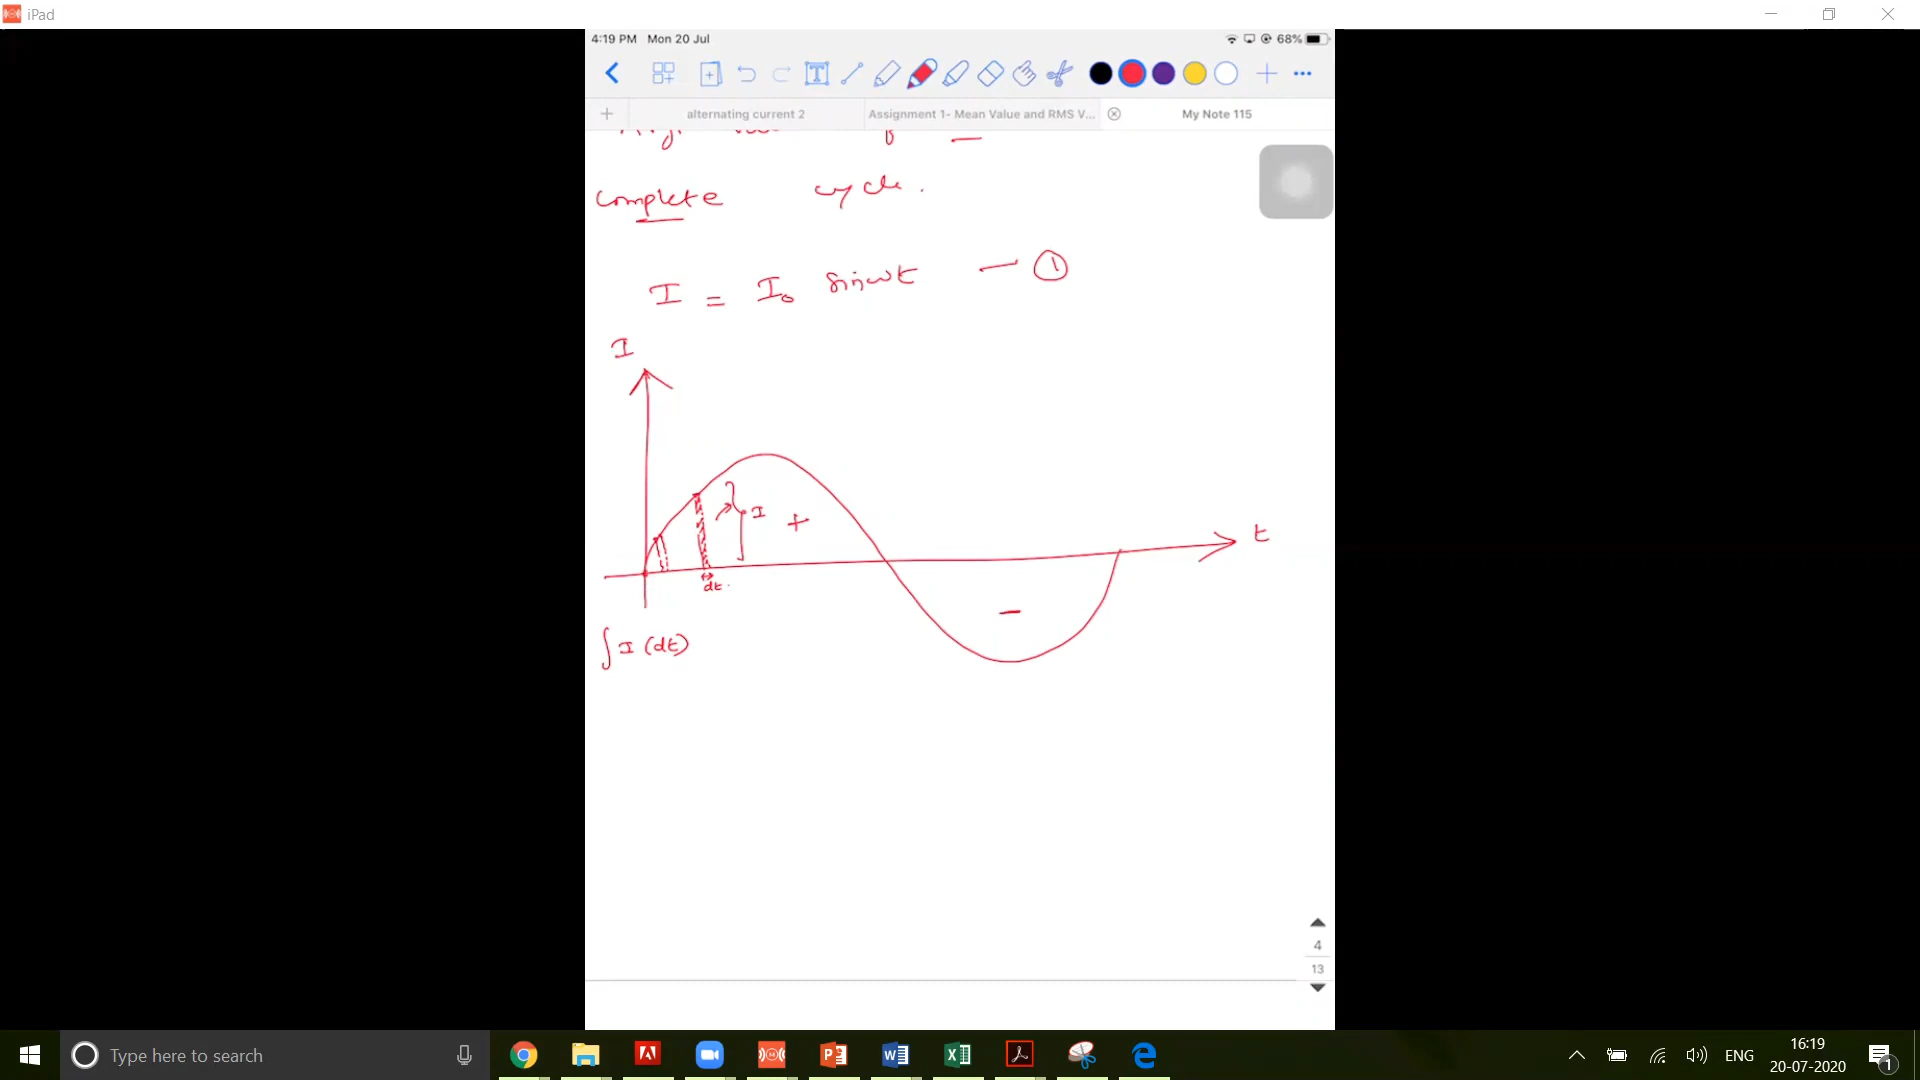 iPad
4:19 PM Mon 20 Jul
68%
alternating current 2
Assignment 1- Mean Value and RMS V...
My Note 115
complete cycle.
I = I₀ sinωt — ①
I
I
+
t
dt.
−
∫ I (dt)
4
13
Type here to search
ENG
16:19
20-07-2020
1